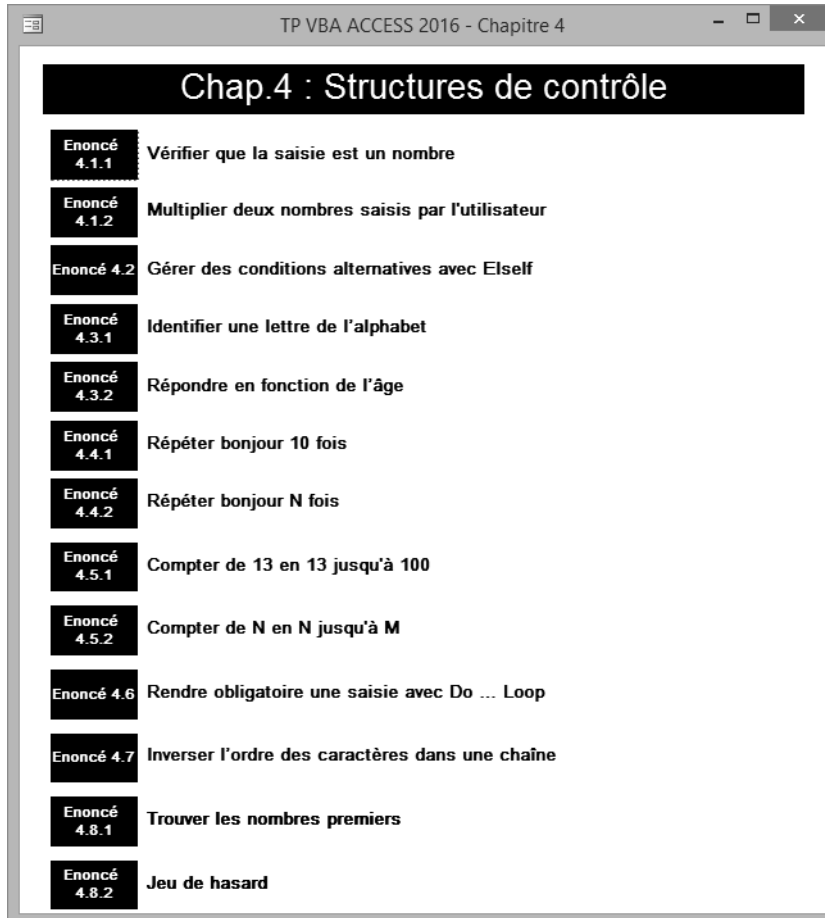 TP VBA ACCESS 2016 - Chapitre 4
Chap.4 : Structures de contrôle
Enoncé 4.1.1 Vérifier que la saisie est un nombre
Enoncé 4.1.2 Multiplier deux nombres saisis par l'utilisateur
Enoncé 4.2 Gérer des conditions alternatives avec ElseIf
Enoncé 4.3.1 Identifier une lettre de l’alphabet
Enoncé 4.3.2 Répondre en fonction de l’âge
Enoncé 4.4.1 Répéter bonjour 10 fois
Enoncé 4.4.2 Répéter bonjour N fois
Enoncé 4.5.1 Compter de 13 en 13 jusqu'à 100
Enoncé 4.5.2 Compter de N en N jusqu'à M
Enoncé 4.6 Rendre obligatoire une saisie avec Do ... Loop
Enoncé 4.7 Inverser l’ordre des caractères dans une chaîne
Enoncé 4.8.1 Trouver les nombres premiers
Enoncé 4.8.2 Jeu de hasard